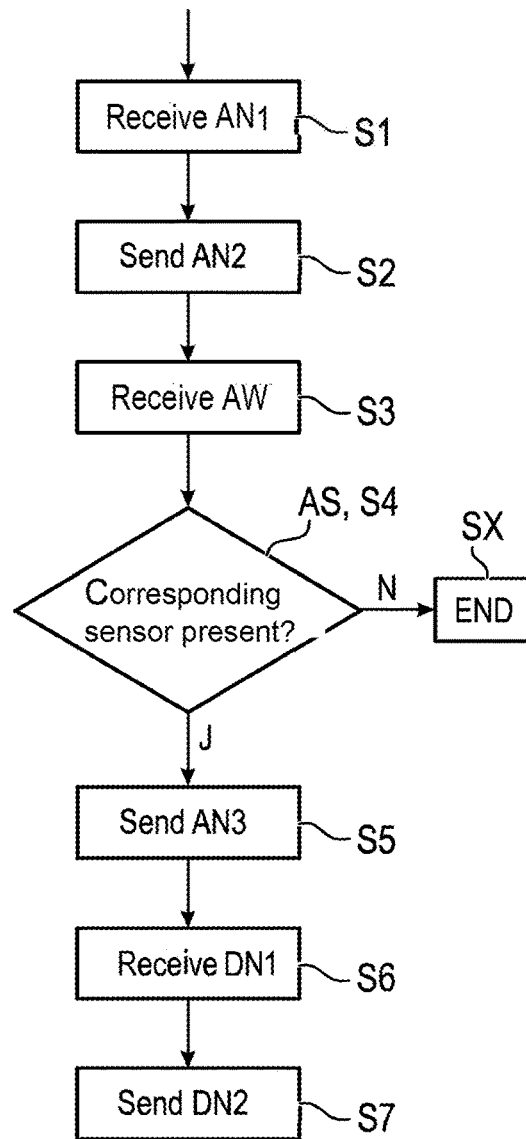 Receive AN1
S1
Send AN2
S2
Receive AW
S3
AS, S4
Corresponding
sensor present?
N
SX
END
J
Send AN3
S5
Receive DN1
S6
Send DN2
S7